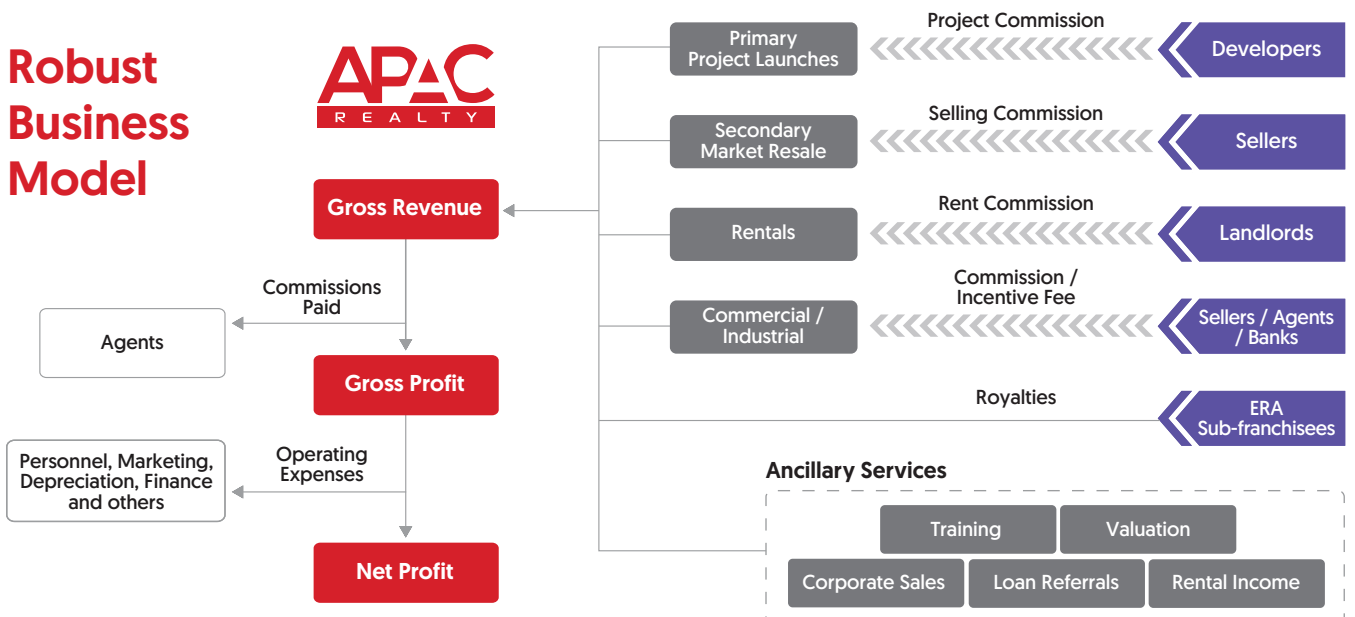 Robust
Business
Model
APAC
REALTY
Gross Revenue
Commissions
Paid
Agents
Gross Profit
Operating
Expenses
Personnel, Marketing,
Depreciation, Finance
and others
Net Profit
Primary
Project Launches
Project Commission
Developers
Secondary
Market Resale
Selling Commission
Sellers
Rentals
Rent Commission
Landlords
Commercial /
Industrial
Commission /
Incentive Fee
Sellers / Agents
/ Banks
Royalties
ERA
Sub-franchisees
Ancillary Services
Training
Valuation
Corporate Sales
Loan Referrals
Rental Income